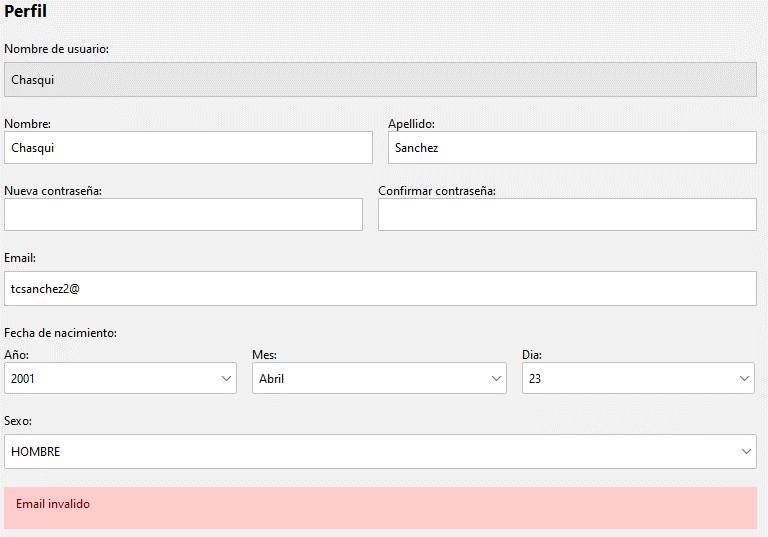 Perfil
Nombre de usuario:
Chasqui
Nombre: Apellido:
Chasqui Sanchez
Nueva contraseña: Confirmar contraseña:
Email:
tcsanchez2@
Fecha de nacimiento:
Año: Mes: Dia:
2001 Abril 23
Sexo:
HOMBRE
Email invalido